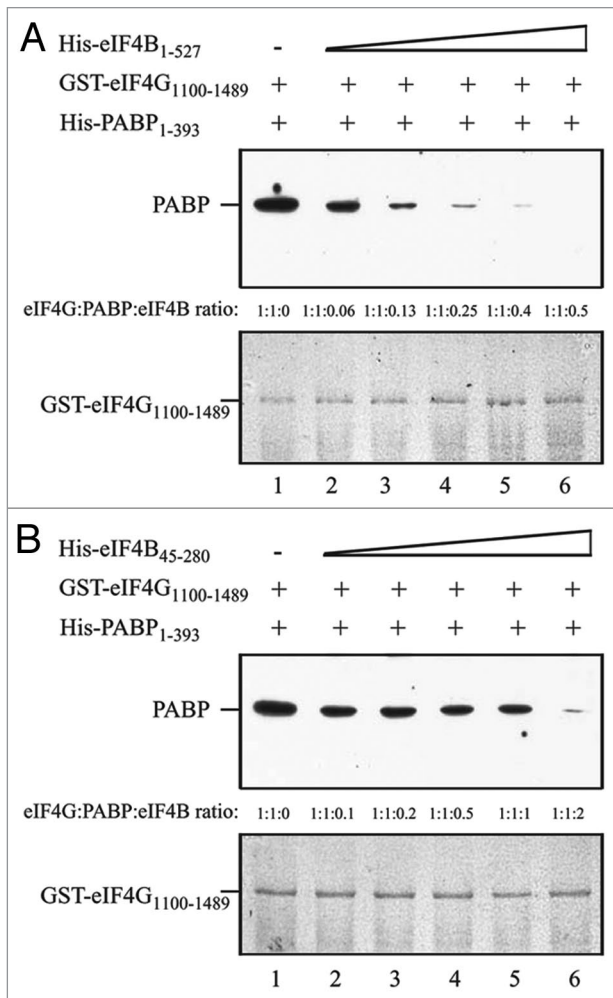 A
His-eIF4B1-527 -
GST-eIF4G1100-1489 + + + + + +
His-PABP1-393 + + + + + +
PABP
eIF4G:PABP:eIF4B ratio: 1:1:0 1:1:0.06 1:1:0.13 1:1:0.25 1:1:0.4 1:1:0.5
GST-eIF4G1100-1489
1 2 3 4 5 6
B
His-eIF4B45-280 -
GST-eIF4G1100-1489 + + + + + +
His-PABP1-393 + + + + + +
PABP
eIF4G:PABP:eIF4B ratio: 1:1:0 1:1:0.1 1:1:0.2 1:1:0.5 1:1:1 1:1:2
GST-eIF4G1100-1489
1 2 3 4 5 6